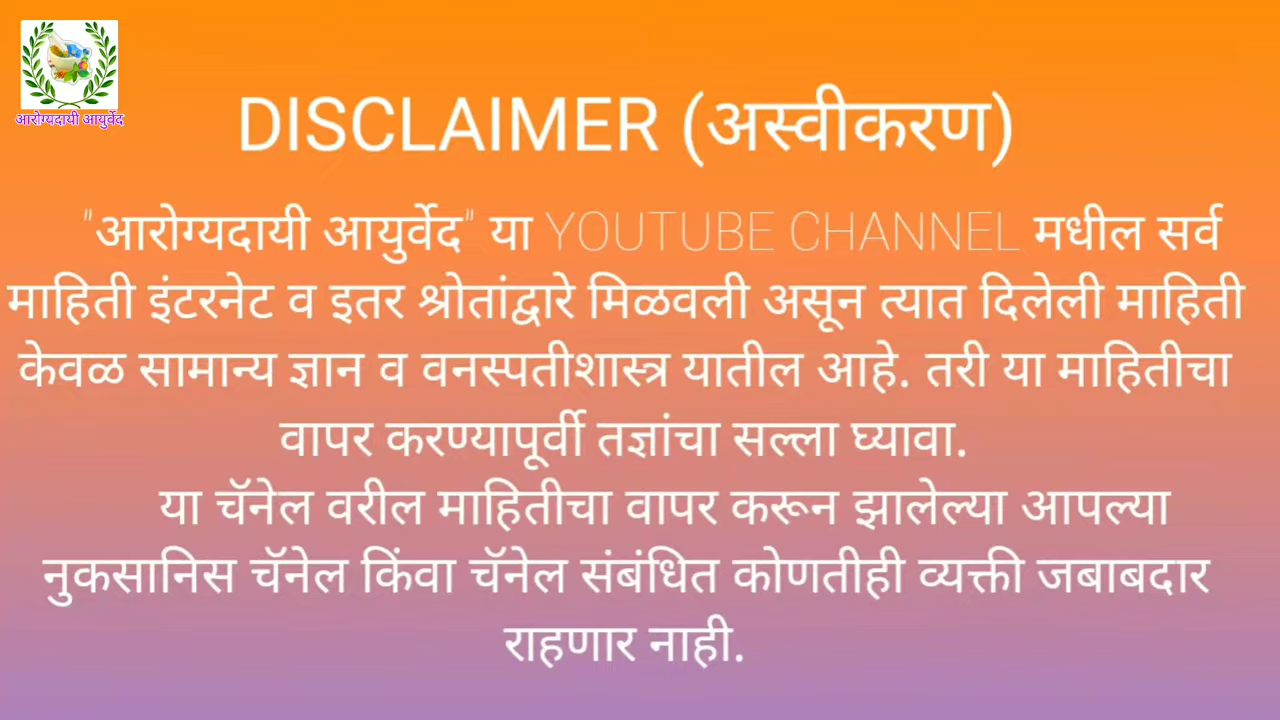 आरोग्यदायी आयुर्वेद
DISCLAIMER (अस्वीकरण)
"आरोग्यदायी आयुर्वेद" या YOUTUBE CHANNEL मधील सर्व
माहिती इंटरनेट व इतर श्रोतांद्वारे मिळवली असून त्यात दिलेली माहिती
केवळ सामान्य ज्ञान व वनस्पतीशास्त्र यातील आहे. तरी या माहितीचा
वापर करण्यापूर्वी तज्ञांचा सल्ला घ्यावा.
या चॅनेल वरील माहितीचा वापर करून झालेल्या आपल्या
नुकसानिस चॅनेल किंवा चॅनेल संबंधित कोणतीही व्यक्ती जबाबदार
राहणार नाही.